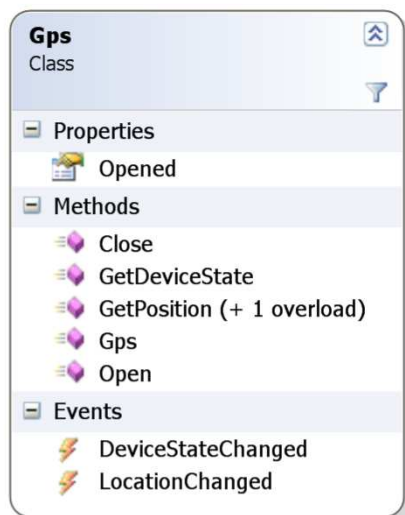 Gps
Class
Properties
Opened
Methods
Close
GetDeviceState
GetPosition (+ 1 overload)
Gps
Open
Events
DeviceStateChanged
LocationChanged